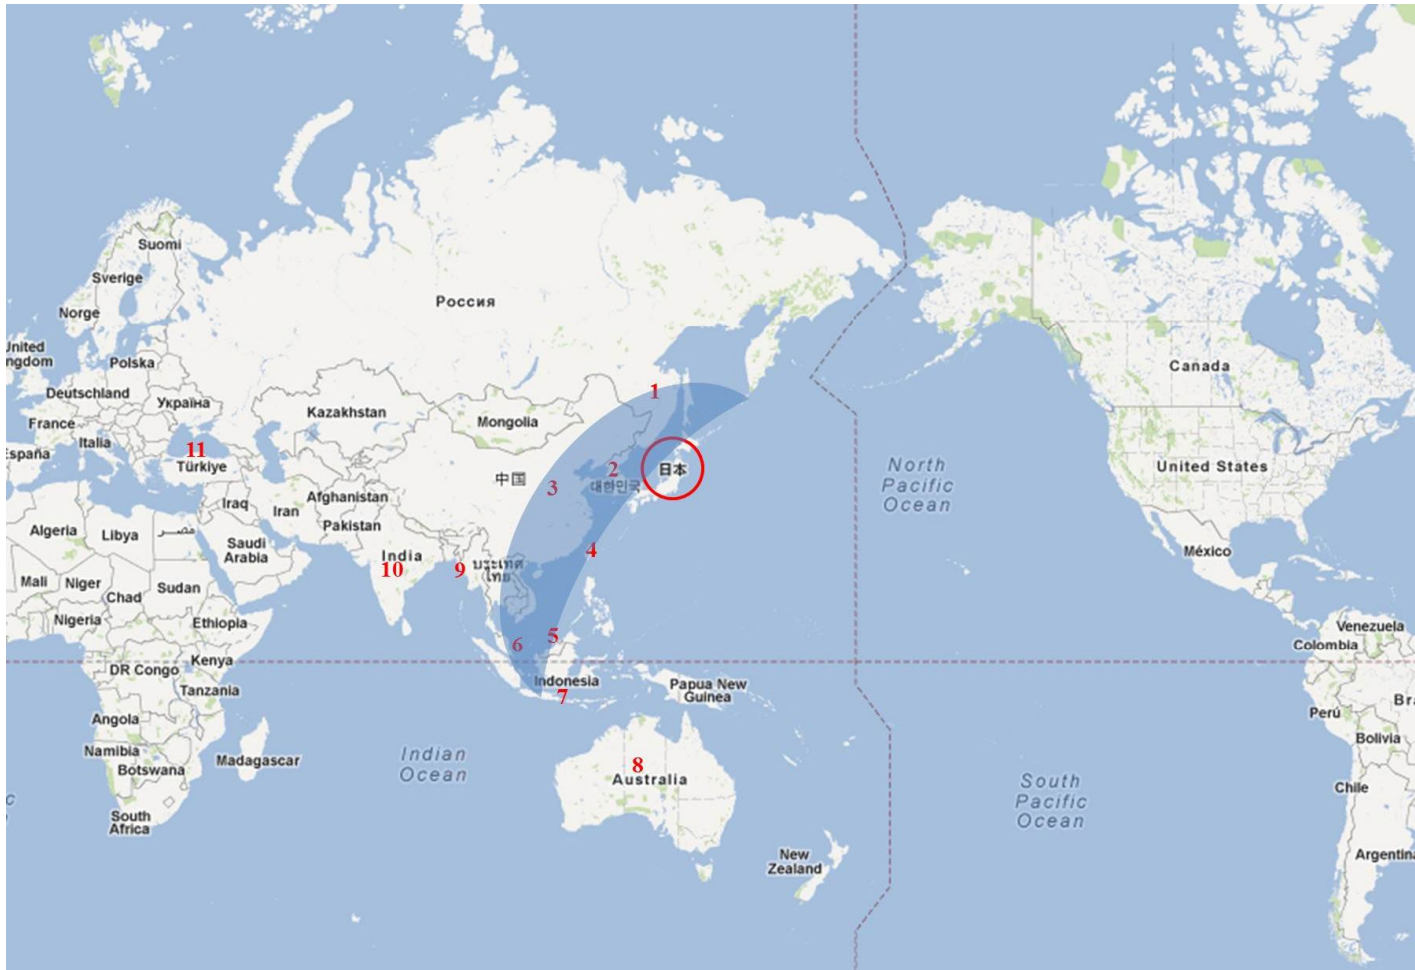 Suomi
Sverige
Norge
Россия
United
Kingdom
Polska
Deutschland
Україна
France
Italia
España
11
Türkiye
Kazakhstan
Mongolia
中国
1
2
대한민국
3
日本
North
Pacific
Ocean
Canada
United States
México
Algeria
Libya
مصر
Iraq
Iran
Afghanistan
Pakistan
Saudi
Arabia
India
10
9
ประเทศ
ไทย
4
Mali
Niger
Chad
Sudan
Nigeria
Ethiopia
5
6
DR Congo
Kenya
Tanzania
Indonesia
7
Papua New
Guinea
Venezuela
Colombia
Perú
Br
Bolivia
Angola
Namibia
Botswana
Madagascar
South
Africa
Indian
Ocean
8
Australia
New
Zealand
South
Pacific
Ocean
Chile
Argentina